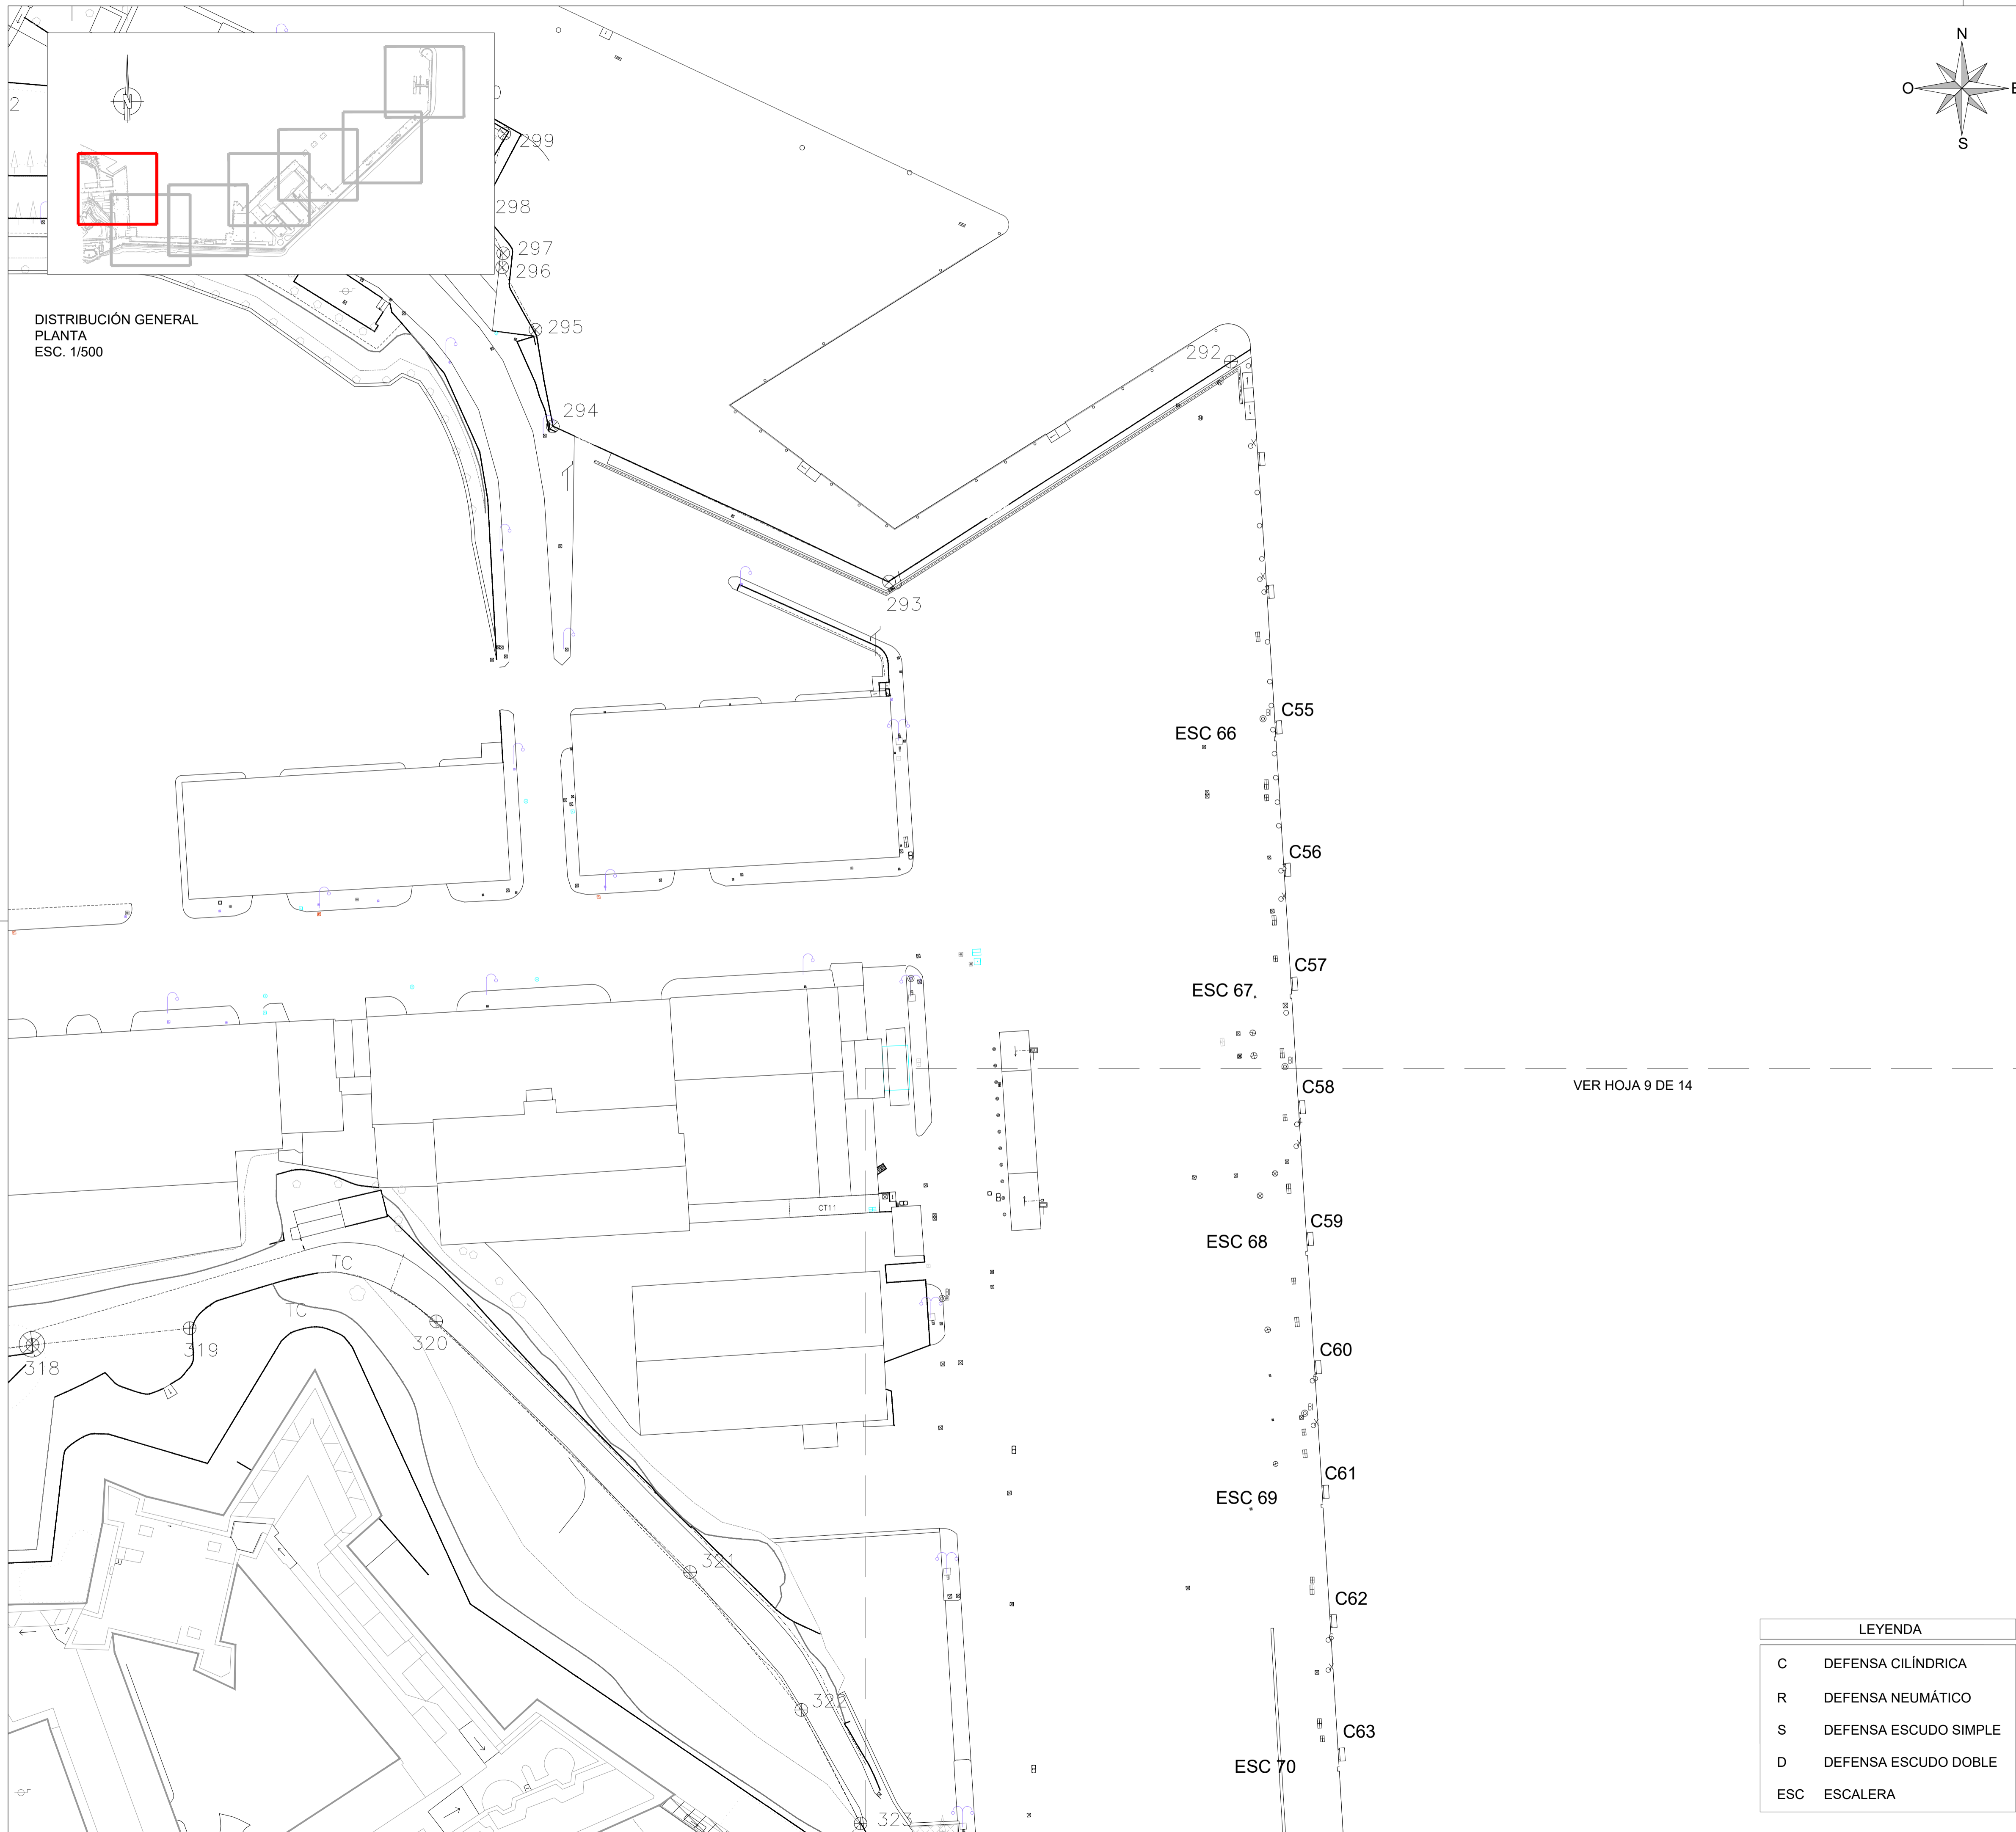 N
O
E
S
2
N
299
298
297
296
295
294
293
292
DISTRIBUCIÓN GENERAL
PLANTA
ESC. 1/500
C55
ESC 66
C56
C57
ESC 67
VER HOJA 9 DE 14
C58
CT11
C59
ESC 68
TC
TC
318
319
320
C60
C61
ESC 69
321
C62
322
C63
ESC 70
323
LEYENDA
C DEFENSA CILÍNDRICA
R DEFENSA NEUMÁTICO
S DEFENSA ESCUDO SIMPLE
D DEFENSA ESCUDO DOBLE
ESC ESCALERA